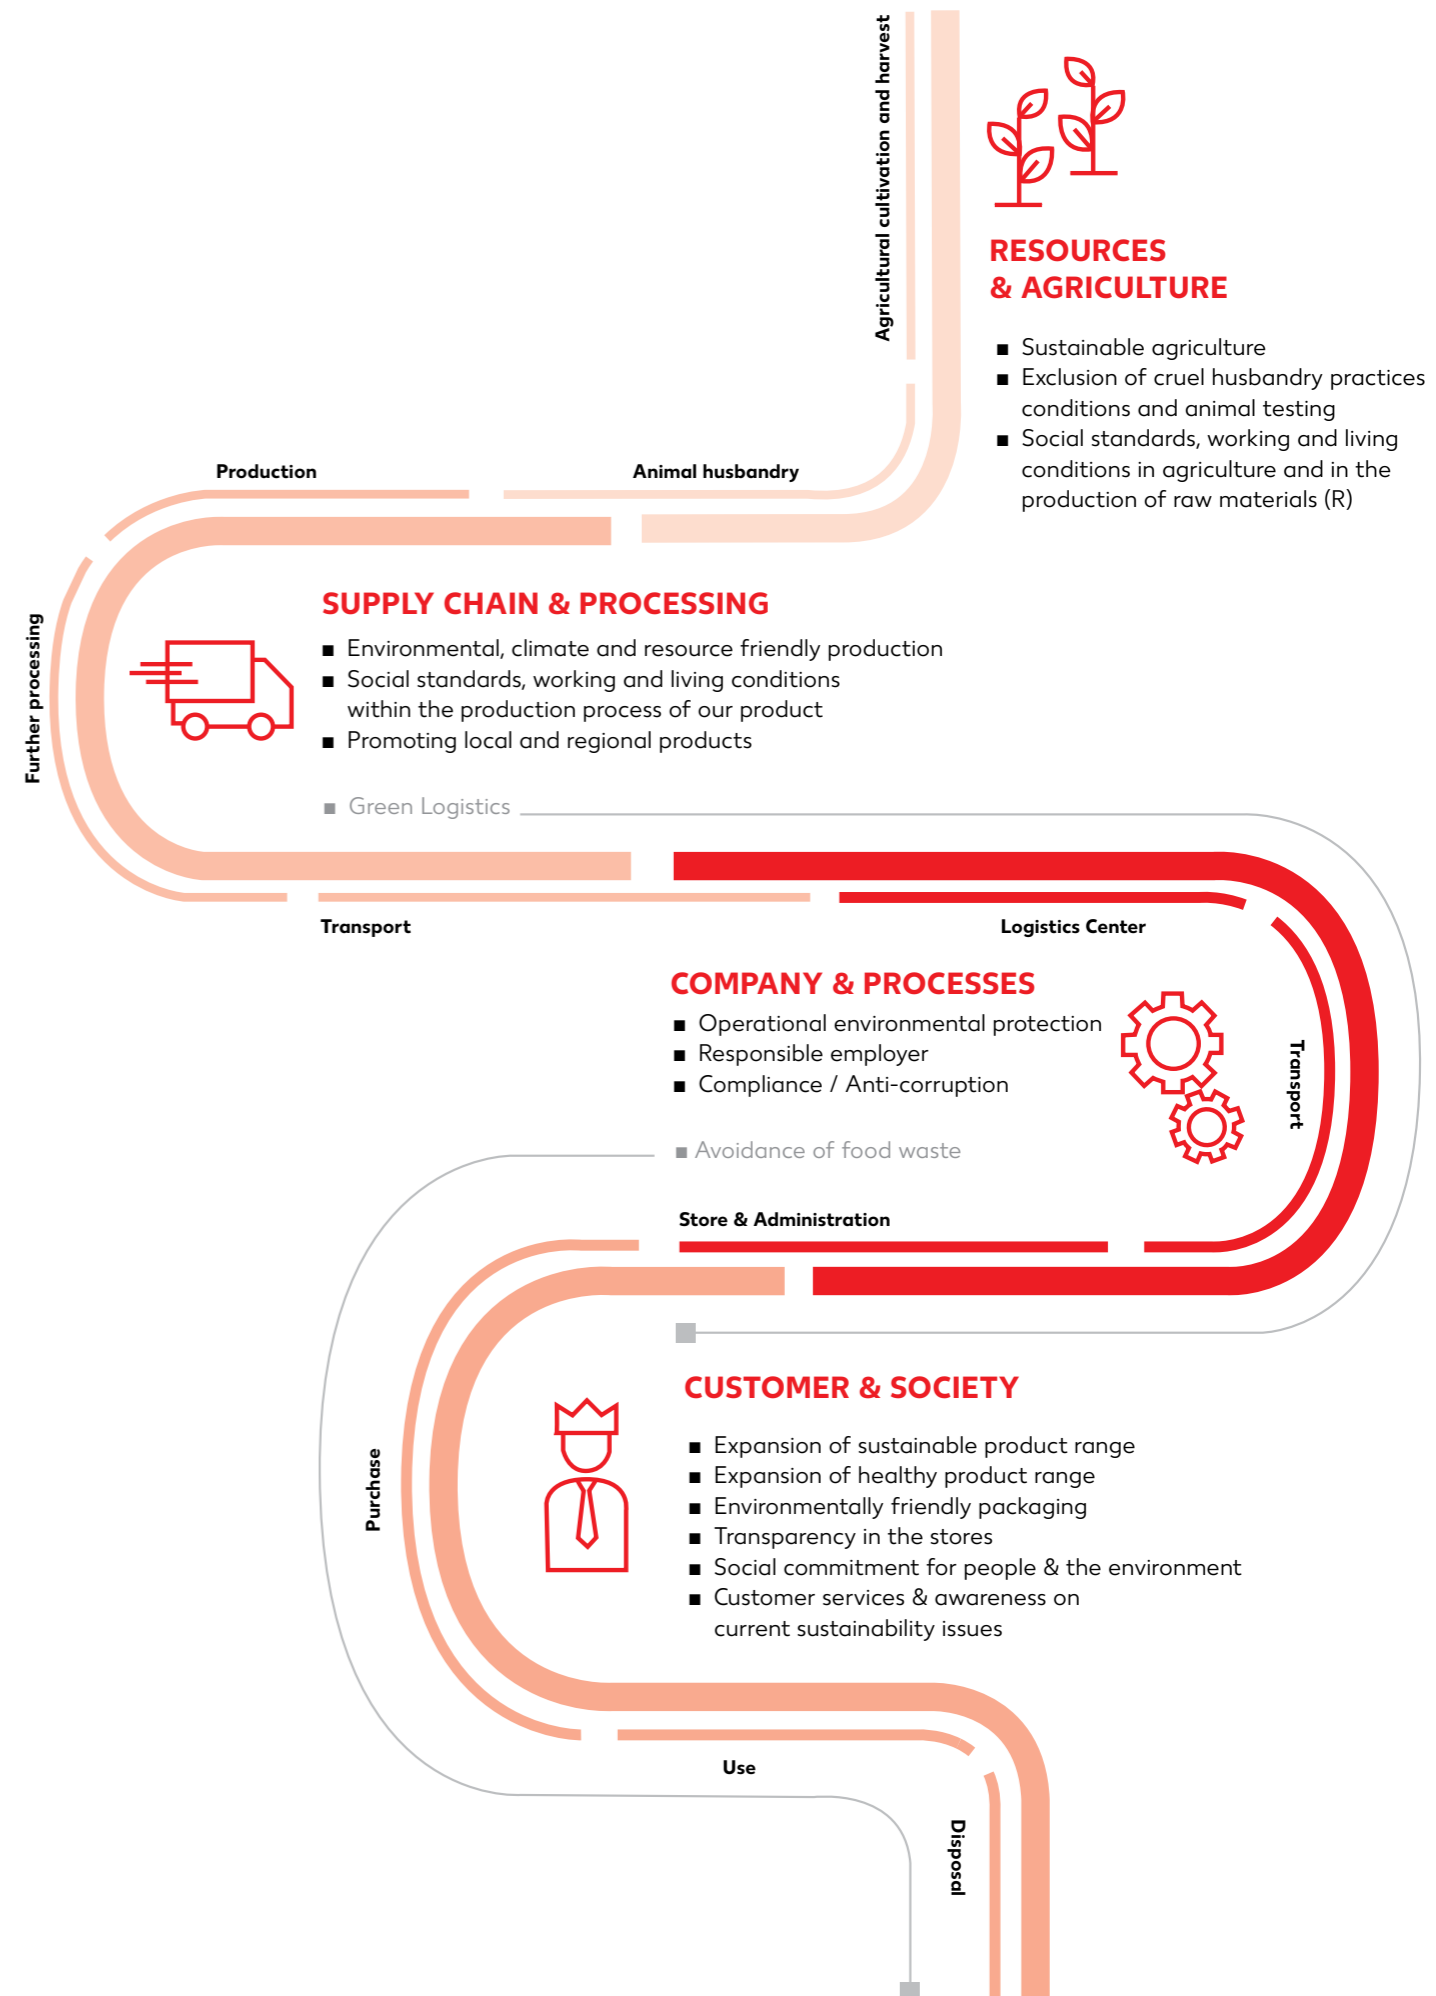 Agricultural cultivation and harvest
RESOURCES
& AGRICULTURE
■ Sustainable agriculture
■ Exclusion of cruel husbandry practices
conditions and animal testing
■ Social standards, working and living
conditions in agriculture and in the
production of raw materials (R)
Production
Animal husbandry
Further processing
SUPPLY CHAIN & PROCESSING
■ Environmental, climate and resource friendly production
■ Social standards, working and living conditions
within the production process of our product
■ Promoting local and regional products
■ Green Logistics
Transport
Logistics Center
COMPANY & PROCESSES
■ Operational environmental protection
■ Responsible employer
■ Compliance / Anti-corruption
Transport
■ Avoidance of food waste
Store & Administration
CUSTOMER & SOCIETY
■ Expansion of sustainable product range
■ Expansion of healthy product range
■ Environmentally friendly packaging
■ Transparency in the stores
■ Social commitment for people & the environment
■ Customer services & awareness on
current sustainability issues
Purchase
Use
Disposal